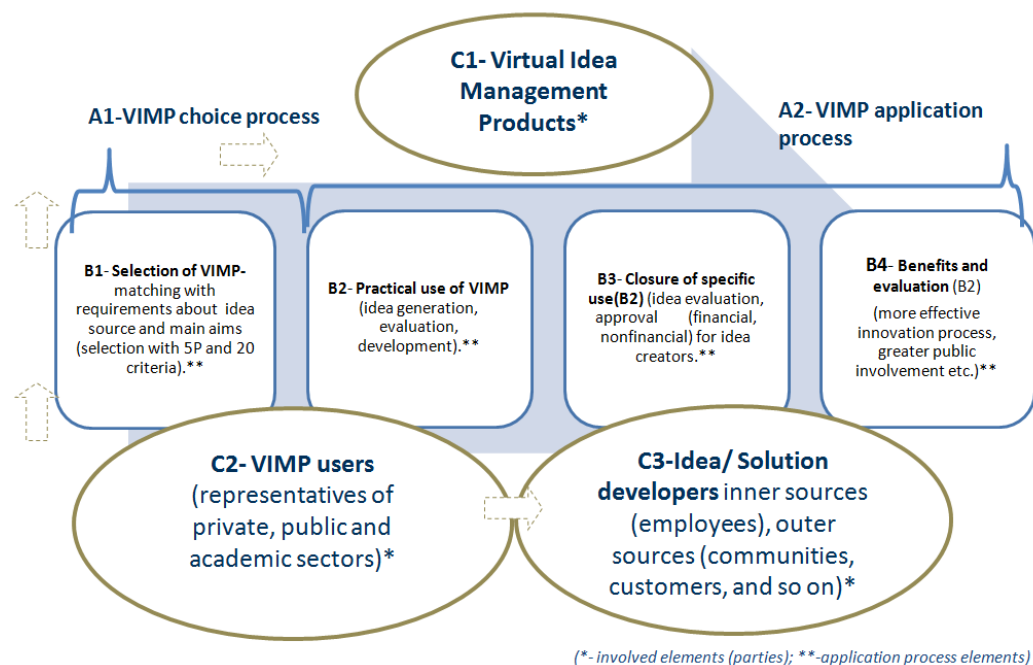 C1- Virtual Idea
Management
Products*
A1-VIMP choice process
A2- VIMP application
process
B1- Selection of VIMP-
matching with
requirements about idea
source and main aims
(selection with 5P and 20
criteria).**
B2- Practical use of VIMP
(idea generation,
evaluation,
development).**
B3- Closure of specific
use(B2) (idea evaluation,
approval (financial,
nonfinancial) for idea
creators.**
B4- Benefits and
evaluation (B2)
(more effective
innovation process,
greater public
involvement etc.)**
C2- VIMP users
(representatives of
private, public and
academic sectors)*
C3-Idea/ Solution
developers inner sources
(employees), outer
sources (communities,
customers, and so on)*
(*- involved elements (parties); **-application process elements)